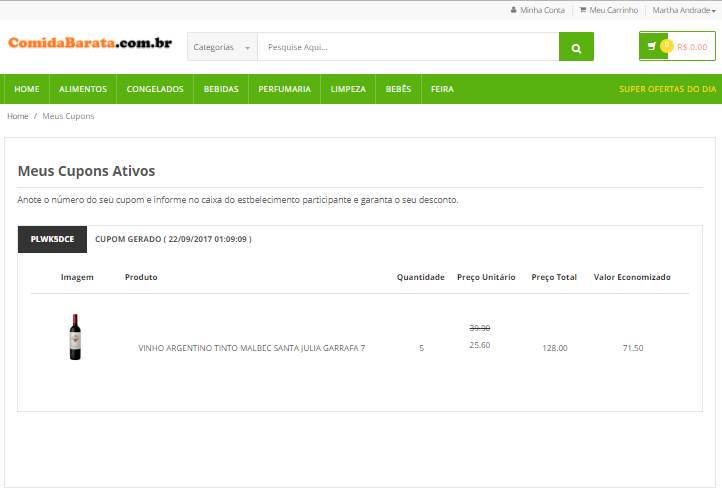 Minha Conta Meu Carrinho Martha Andrade
ComidaBarata.com.br Categorias Pesquise Aqui... 0 R$ 0.00
HOME ALIMENTOS CONGELADOS BEBIDAS PERFUMARIA LIMPEZA BEBÊS FEIRA SUPER OFERTAS DO DIA
Home / Meus Cupons
Meus Cupons Ativos
Anote o número do seu cupom e informe no caixa do estbelecimento participante e garanta o seu desconto.
PLWK5DCE CUPOM GERADO ( 22/09/2017 01:09:09 )
Imagem Produto Quantidade Preço Unitário Preço Total Valor Economizado
39.90
VINHO ARGENTINO TINTO MALBEC SANTA JULIA GARRAFA 7 5 25.60 128.00 71.50